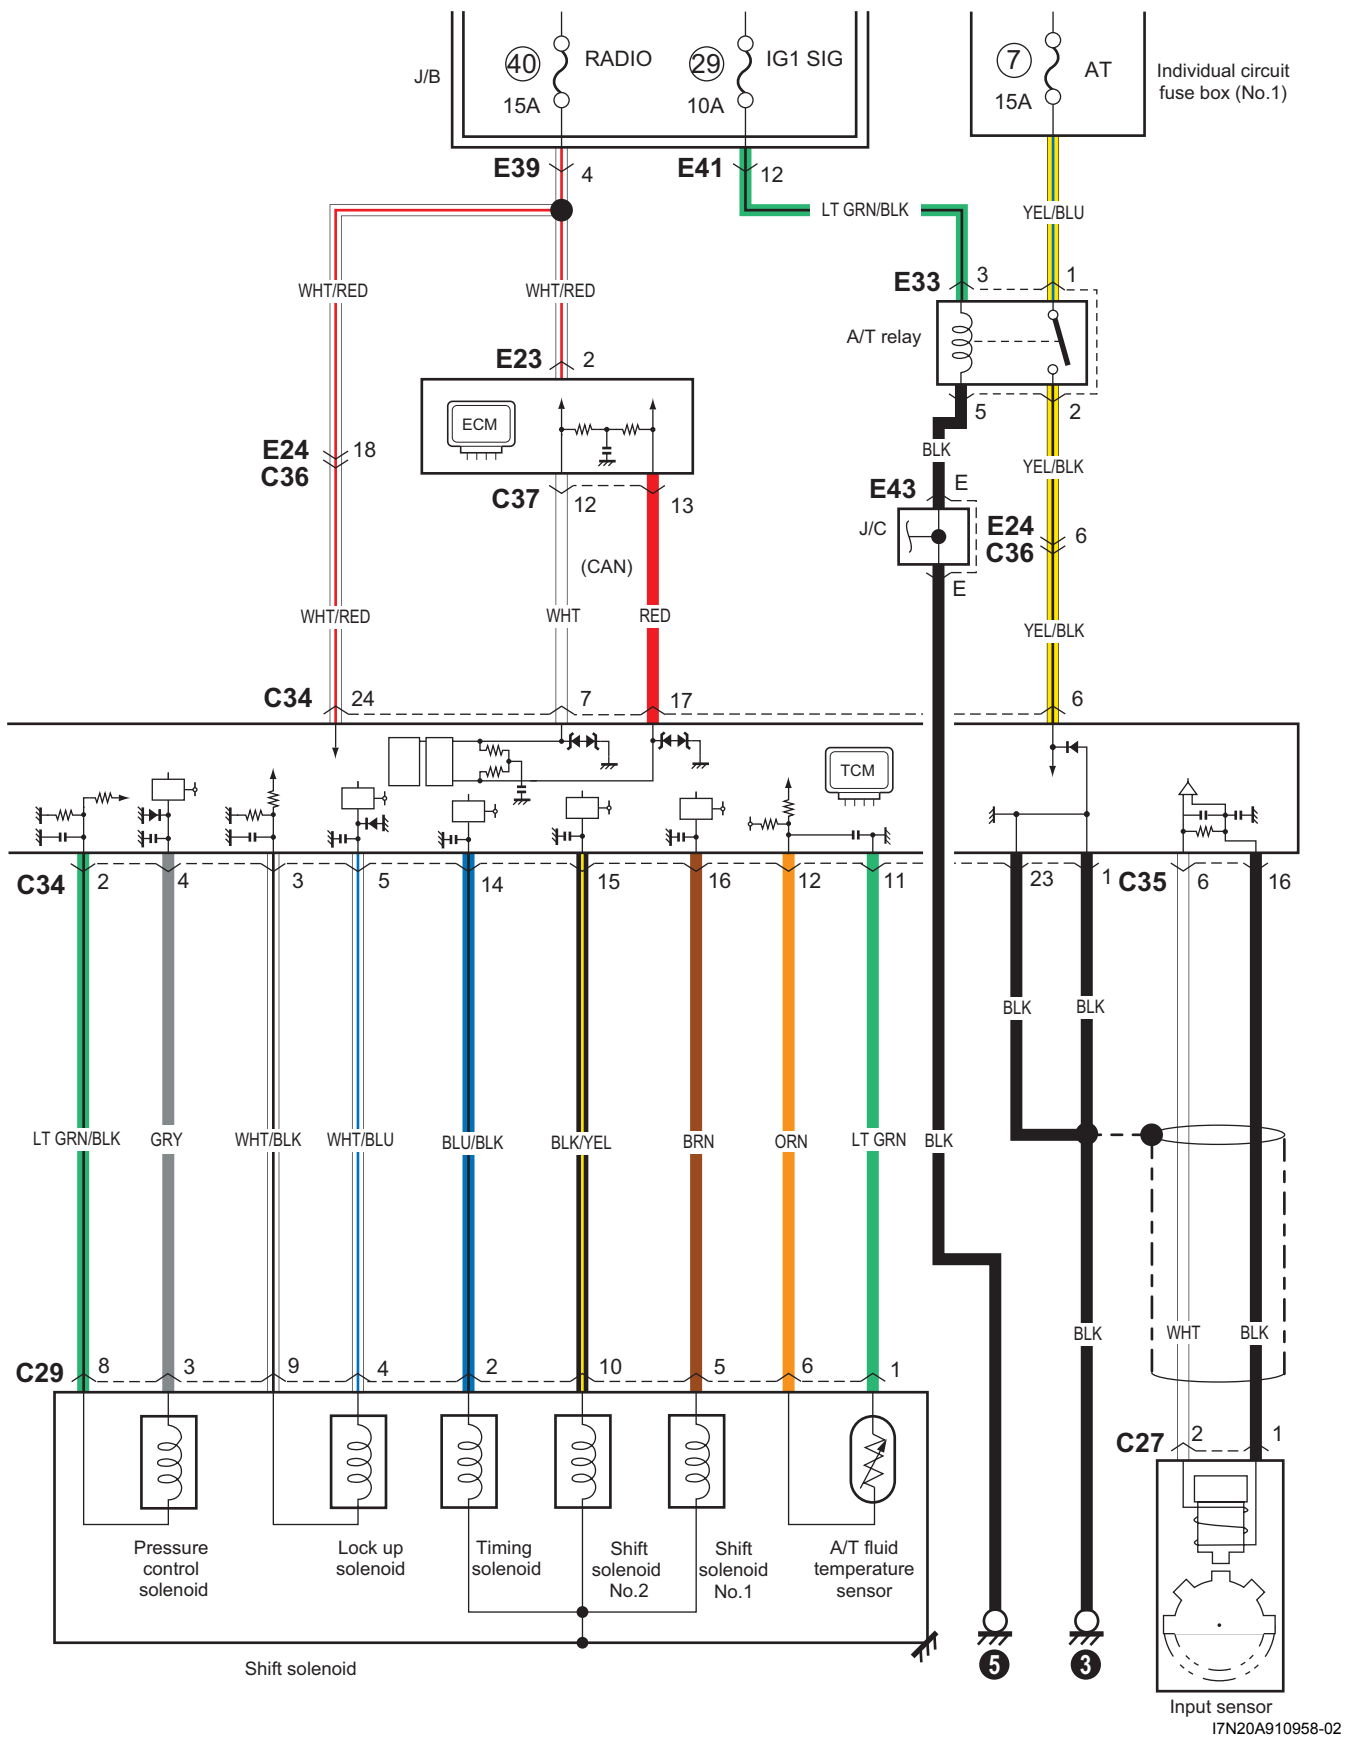 40 RADIO 29 IG1 SIG 7 AT Individual circuit
J/B fuse box (No.1)
15A 10A 15A
E39 4 E41 12
LT GRN/BLK YEL/BLU
E33 3 1
WHT/RED WHT/RED
A/T relay
E23 2
5 2
ECM
E24 18
C36
BLK YEL/BLK
C37 12 13 E43 E
J/C E24 6
C36
(CAN)
E
WHT/RED WHT RED YEL/BLK
C34 24 7 17 6
TCM
C34 2 4 3 5 14 15 16 12 11 23 1 C35 6 16
BLK BLK
LT GRN/BLK GRY WHT/BLK WHT/BLU BLU/BLK BLK/YEL BRN ORN LT GRN BLK
BLK WHT BLK
C29 8 3 9 4 2 10 5 6 1
C27 2 1
Pressure
control
solenoid
Lock up
solenoid
Timing
solenoid
Shift
solenoid
No.2
Shift
solenoid
No.1
A/T fluid
temperature
sensor
Shift solenoid
5 3
Input sensor
I7N20A910958-02